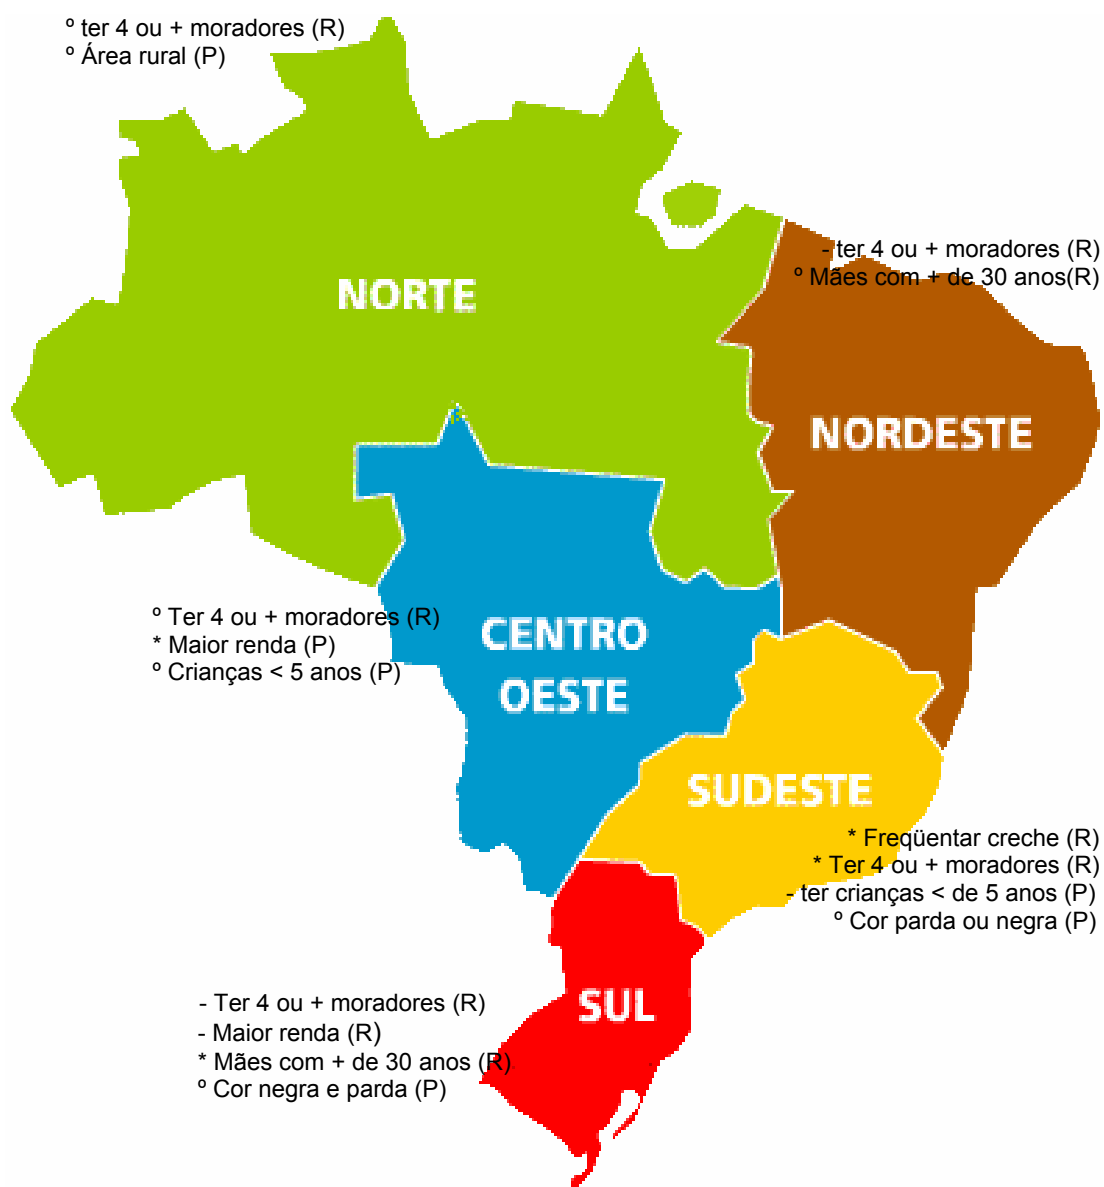 º ter 4 ou + moradores (R)
º Área rural (P)
- ter 4 ou + moradores (R)
º Mães com + de 30 anos(R)
NORTE
NORDESTE
º Ter 4 ou + moradores (R)
* Maior renda (P)
º Crianças < 5 anos (P)
CENTRO
OESTE
SUDESTE
* Freqüentar creche (R)
* Ter 4 ou + moradores (R)
- ter crianças < de 5 anos (P)
º Cor parda ou negra (P)
- Ter 4 ou + moradores (R)
- Maior renda (R)
* Mães com + de 30 anos (R)
º Cor negra e parda (P)
SUL